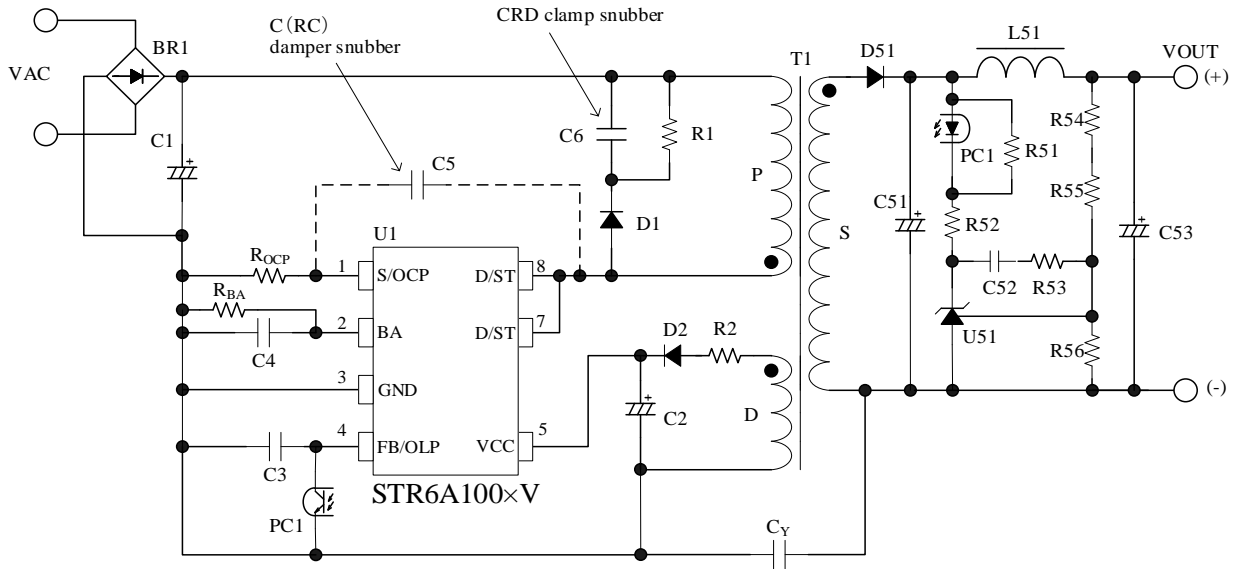 CRD clamp snubber
C(RC)
damper snubber
BR1
VAC
T1
D51
L51
VOUT
(+)
C1
C5
C6
R1
P
S
PC1
R51
R54
R55
C51
R52
C53
D1
U1
ROCP
1
S/OCP
D/ST
8
RBA
C4
2
BA
D/ST
7
C52
R53
U51
R56
D2
R2
3
GND
(-)
C2
D
4
FB/OLP
VCC
5
C3
STR6A100×V
PC1
CY